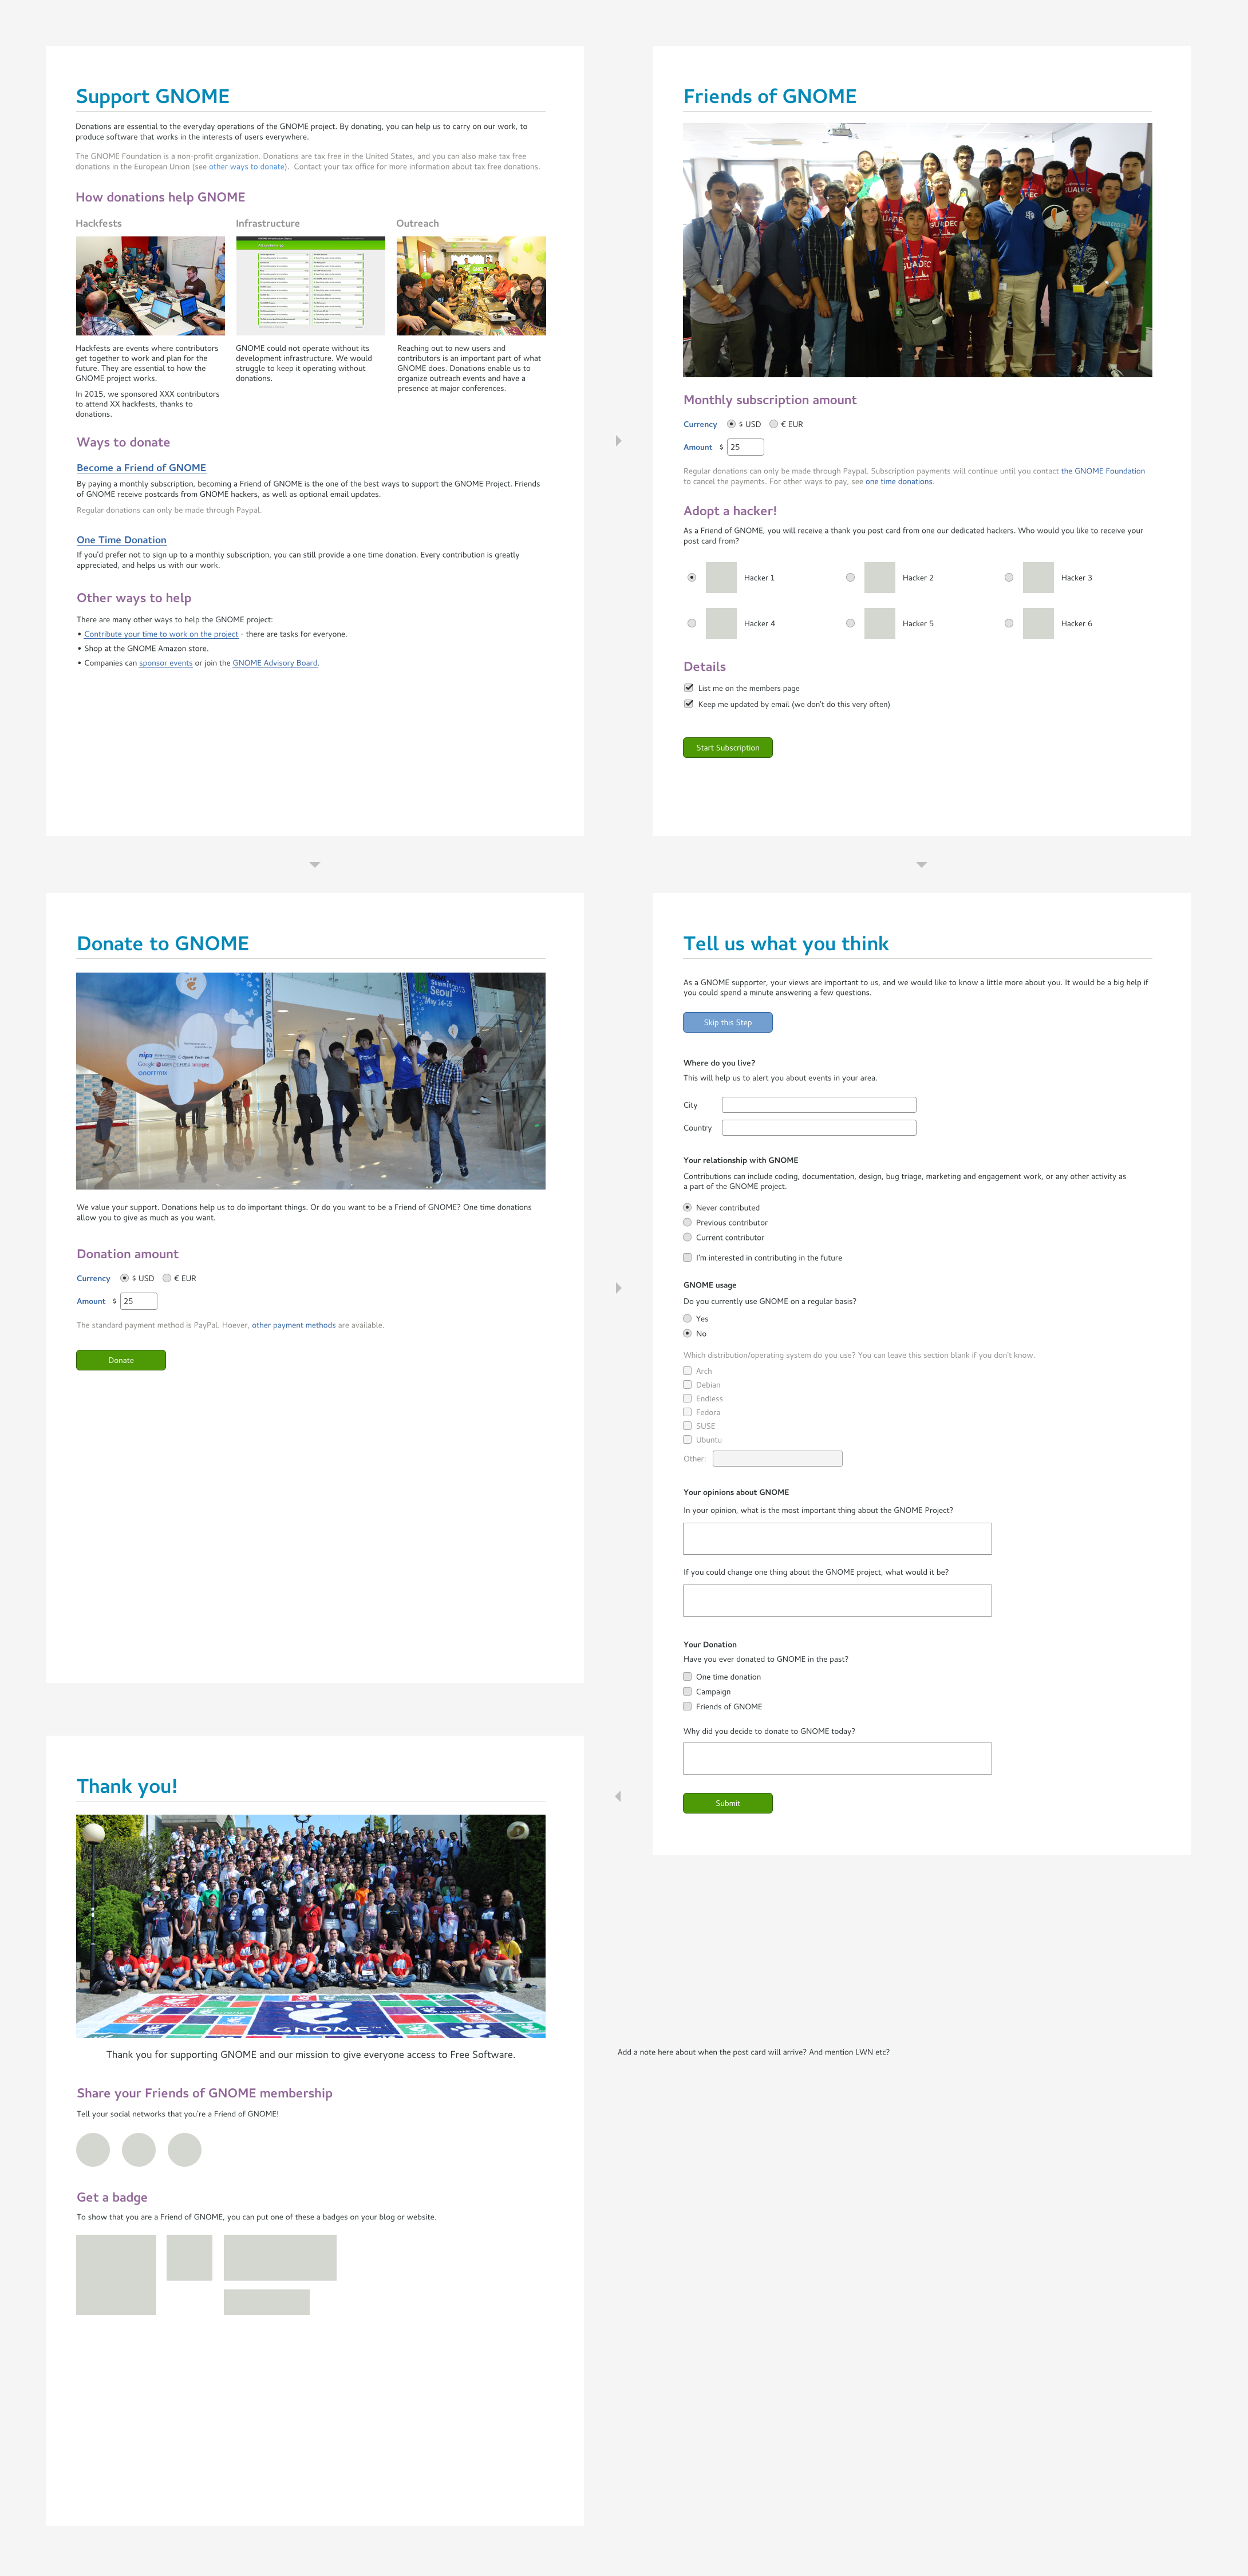 Support GNOME
Donations are essential to the everyday operations of the GNOME project. By donating, you can help us to carry on our work, to
produce software that works in the interests of users everywhere.
The GNOME Foundation is a non-profit organization. Donations are tax free in the United States, and you can also make tax free
donations in the European Union (see other ways to donate).  Contact your tax office for more information about tax free donations.
How donations help GNOME
Hackfests
Hackfests are events where contributors
get together to work and plan for the
future. They are essential to how the
GNOME project works.
In 2015, we sponsored XXX contributors
to attend XX hackfests, thanks to
donations.
Infrastructure
GNOME could not operate without its
development infrastructure. We would
struggle to keep it operating without
donations.
Outreach
Reaching out to new users and
contributors is an important part of what
GNOME does. Donations enable us to
organize outreach events and have a
presence at major conferences.
Ways to donate
Become a Friend of GNOME
By paying a monthly subscription, becoming a Friend of GNOME is the one of the best ways to support the GNOME Project. Friends
of GNOME receive postcards from GNOME hackers, as well as optional email updates.
Regular donations can only be made through Paypal.
One Time Donation
If you'd prefer not to sign up to a monthly subscription, you can still provide a one time donation. Every contribution is greatly
appreciated, and helps us with our work.
Other ways to help
There are many other ways to help the GNOME project:
• Contribute your time to work on the project - there are tasks for everyone.
• Shop at the GNOME Amazon store.
• Companies can sponsor events or join the GNOME Advisory Board.
Friends of GNOME
GUADEC
Monthly subscription amount
Currency $ USD € EUR
Amount $ 25
Regular donations can only be made through Paypal. Subscription payments will continue until you contact the GNOME Foundation
to cancel the payments. For other ways to pay, see one time donations.
Adopt a hacker!
As a Friend of GNOME, you will receive a thank you post card from one our dedicated hackers. Who would you like to receive your
post card from?
Hacker 1 Hacker 2 Hacker 3
Hacker 4 Hacker 5 Hacker 6
Details
List me on the members page
Keep me updated by email (we don't do this very often)
Start Subscription
Donate to GNOME
SEOUL, MAY 24-25
Summit 2013
Seoul
May 24-25
nipa
Open Technet
Google
onoffmix
We value your support. Donations help us to do important things. Or do you want to be a Friend of GNOME? One time donations
allow you to give as much as you want.
Donation amount
Currency $ USD € EUR
Amount $ 25
The standard payment method is PayPal. Hoever, other payment methods are available.
Donate
Tell us what you think
As a GNOME supporter, your views are important to us, and we would like to know a little more about you. It would be a big help if
you could spend a minute answering a few questions.
Skip this Step
Where do you live?
This will help us to alert you about events in your area.
City
Country
Your relationship with GNOME
Contributions can include coding, documentation, design, bug triage, marketing and engagement work, or any other activity as
a part of the GNOME project.
Never contributed
Previous contributor
Current contributor
I'm interested in contributing in the future
GNOME usage
Do you currently use GNOME on a regular basis?
Yes
No
Which distribution/operating system do you use? You can leave this section blank if you don't know.
Arch
Debian
Endless
Fedora
SUSE
Ubuntu
Other:
Your opinions about GNOME
In your opinion, what is the most important thing about the GNOME Project?
If you could change one thing about the GNOME project, what would it be?
Your Donation
Have you ever donated to GNOME in the past?
One time donation
Campaign
Friends of GNOME
Why did you decide to donate to GNOME today?
Submit
Thank you!
GNOME™
Thank you for supporting GNOME and our mission to give everyone access to Free Software.
Share your Friends of GNOME membership
Tell your social networks that you're a Friend of GNOME!
Get a badge
To show that you are a Friend of GNOME, you can put one of these a badges on your blog or website.
Add a note here about when the post card will arrive? And mention LWN etc?